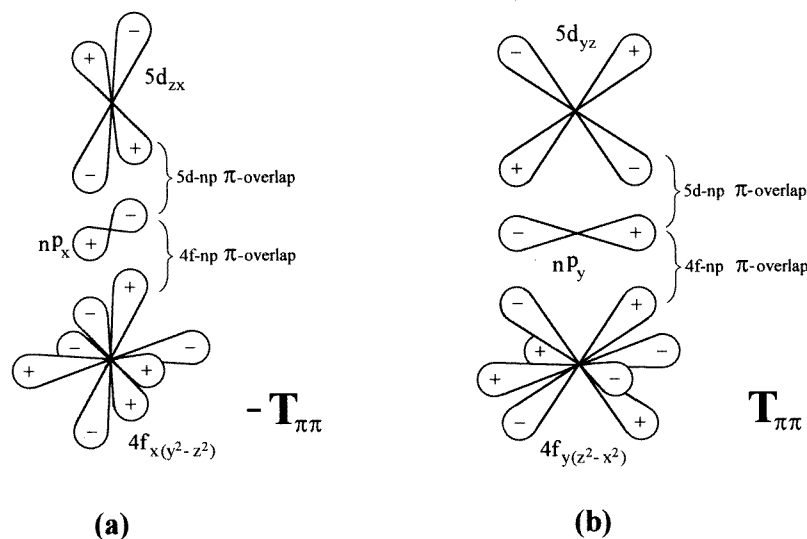 5d_zx
5d-np π-overlap
np_x
4f-np π-overlap
4f_x(y²-z²)
-T_ππ
(a)
5d_yz
5d-np π-overlap
np_y
4f-np π-overlap
4f_y(z²-x²)
T_ππ
(b)
+
−
−
+
−
+
+
−
−
−
+
+
−
+
−
+
+
−
−
+
−
+
+
−
+
−
−
+